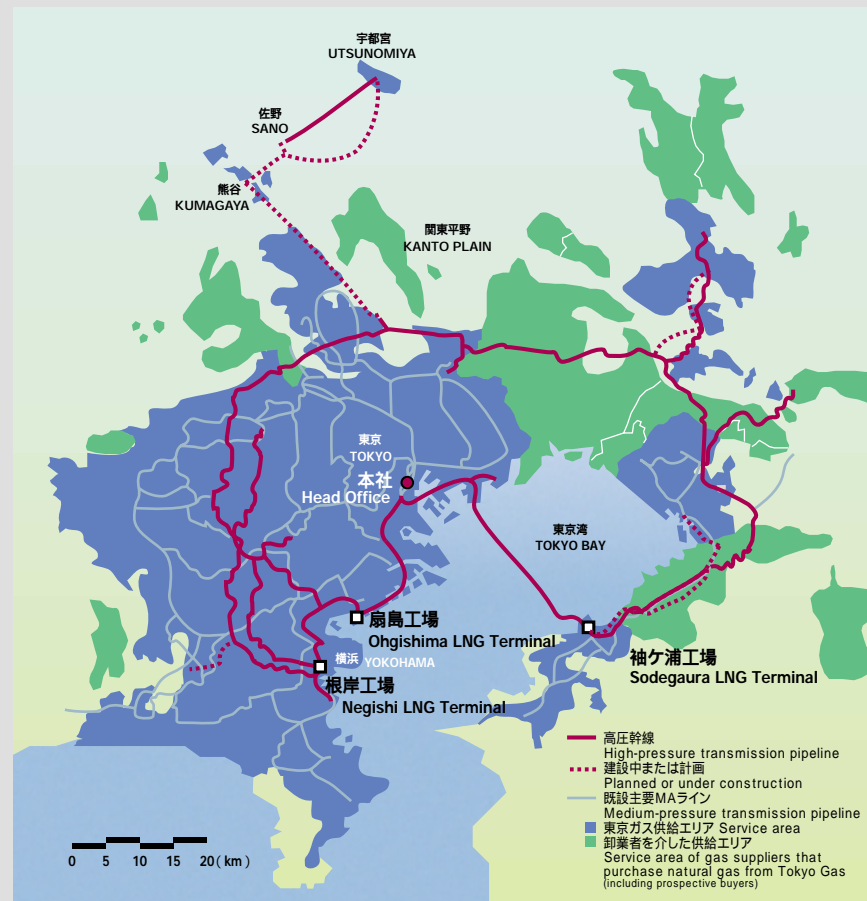 宇都宮
UTSUNOMIYA
佐野
SANO
熊谷
KUMAGAYA
関東平野
KANTO PLAIN
東京
TOKYO
本社
Head Office
東京湾
TOKYO BAY
扇島工場
Ohgishima LNG Terminal
横浜 YOKOHAMA
根岸工場
Negishi LNG Terminal
袖ケ浦工場
Sodegaura LNG Terminal
高圧幹線
High-pressure transmission pipeline
建設中または計画
Planned or under construction
既設主要MAライン
Medium-pressure transmission pipeline
東京ガス供給エリア Service area
卸業者を介した供給エリア
Service area of gas suppliers that
purchase natural gas from Tokyo Gas
(including prospective buyers)
0 5 10 15 20(km)